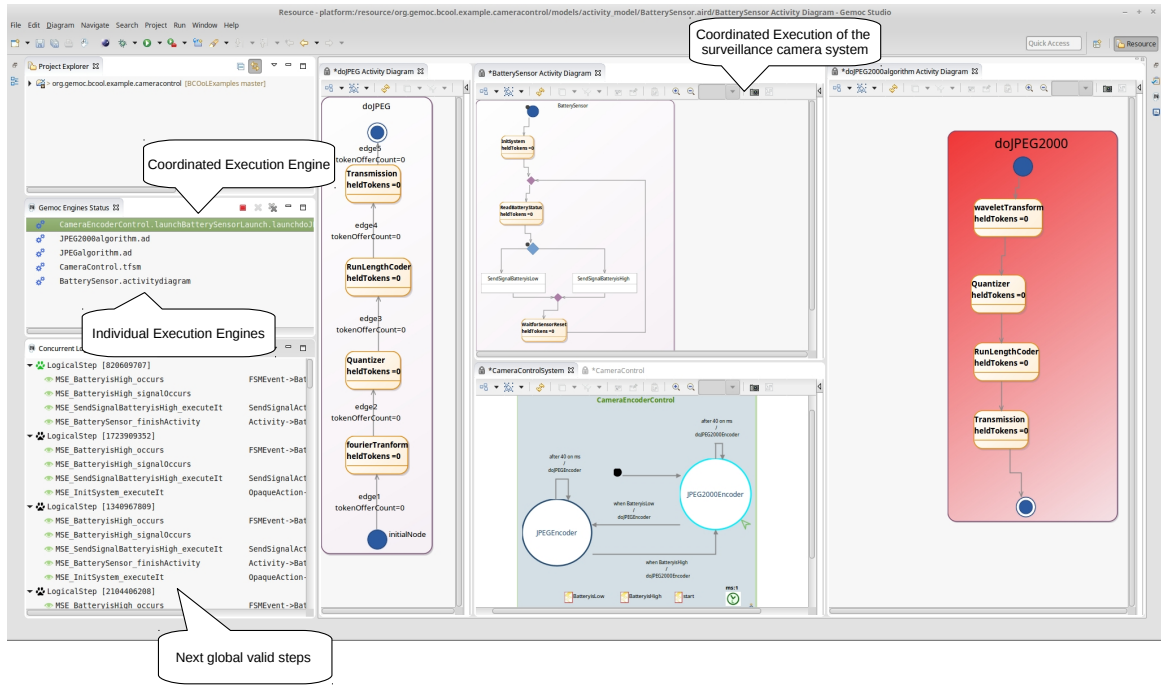 Resource - platform:/resource/org.gemoc.bcool.example.cameracontrol/models/activity_model/BatterySensor.aird/BatterySensor Activity Diagram - Gemoc Studio
File Edit Diagram Navigate Search Project Run Window Help
Quick Access
Resource
Coordinated Execution of the
surveillance camera system
Project Explorer
> org.gemoc.bcool.example.cameracontrol [BCOoLExamples master]
Coordinated Execution Engine
Gemoc Engines Status
CameraEncoderControl.launchBatterySensorLaunch.launchdoJ
JPEG2000algorithm.ad
JPEGalgorithm.ad
CameraControl.tfsm
BatterySensor.activitydiagram
Individual Execution Engines
Concurrent
LogicalStep [820609707]
MSE_BatteryisHigh_occurs FSMEvent->Bat
MSE_BatteryisHigh_signalOccurs
MSE_SendSignalBatteryisHigh_executeIt SendSignalAct
MSE_BatterySensor_finishActivity Activity->Bat
LogicalStep [1723909352]
MSE_BatteryisHigh_occurs FSMEvent->Bat
MSE_BatteryisHigh_signalOccurs
MSE_SendSignalBatteryisHigh_executeIt SendSignalAct
MSE_InitSystem_executeIt OpaqueAction-
LogicalStep [1340967809]
MSE_BatteryisHigh_occurs FSMEvent->Bat
MSE_BatteryisHigh_signalOccurs
MSE_SendSignalBatteryisHigh_executeIt SendSignalAct
MSE_BatterySensor_finishActivity Activity->Bat
MSE_InitSystem_executeIt OpaqueAction-
LogicalStep [2104406208]
MSE_BatteryisHigh_occurs FSMEvent->Bat
Next global valid steps
*doJPEG Activity Diagram
doJPEG
edge5
tokenOfferCount=0
Transmission
heldTokens =0
edge4
tokenOfferCount=0
RunLengthCoder
heldTokens =0
edge3
tokenOfferCount=0
Quantizer
heldTokens =0
edge2
tokenOfferCount=0
fourierTranform
heldTokens =0
edge1
tokenOfferCount=0
initialNode
*BatterySensor Activity Diagram
BatterySensor
InitSystem
heldTokens =0
ReadBatteryStatus
heldTokens =0
SendSignalBatteryisLow
SendSignalBatteryisHigh
WaitforSensorReset
heldTokens =0
*CameraControlSystem
*CameraControl
CameraEncoderControl
after 40 on ms
/
doJPEG2000Encoder
after 40 on ms
/
doJPEGEncoder
JPEG2000Encoder
when BatteryisLow
/
doJPEGEncoder
JPEGEncoder
when BatteryisHigh
/
doJPEG2000Encoder
BatteryisLow
BatteryisHigh
start
ms:1
*doJPEG2000algorithm Activity Diagram
doJPEG2000
waveletTransform
heldTokens =0
Quantizer
heldTokens =0
RunLengthCoder
heldTokens =0
Transmission
heldTokens =0